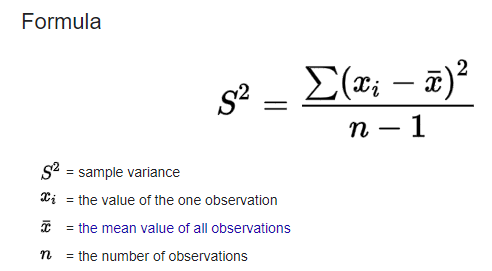 Formula
S² = ∑(xᵢ − x̄)² / n − 1
S² = sample variance
xᵢ = the value of the one observation
x̄ = the mean value of all observations
n = the number of observations